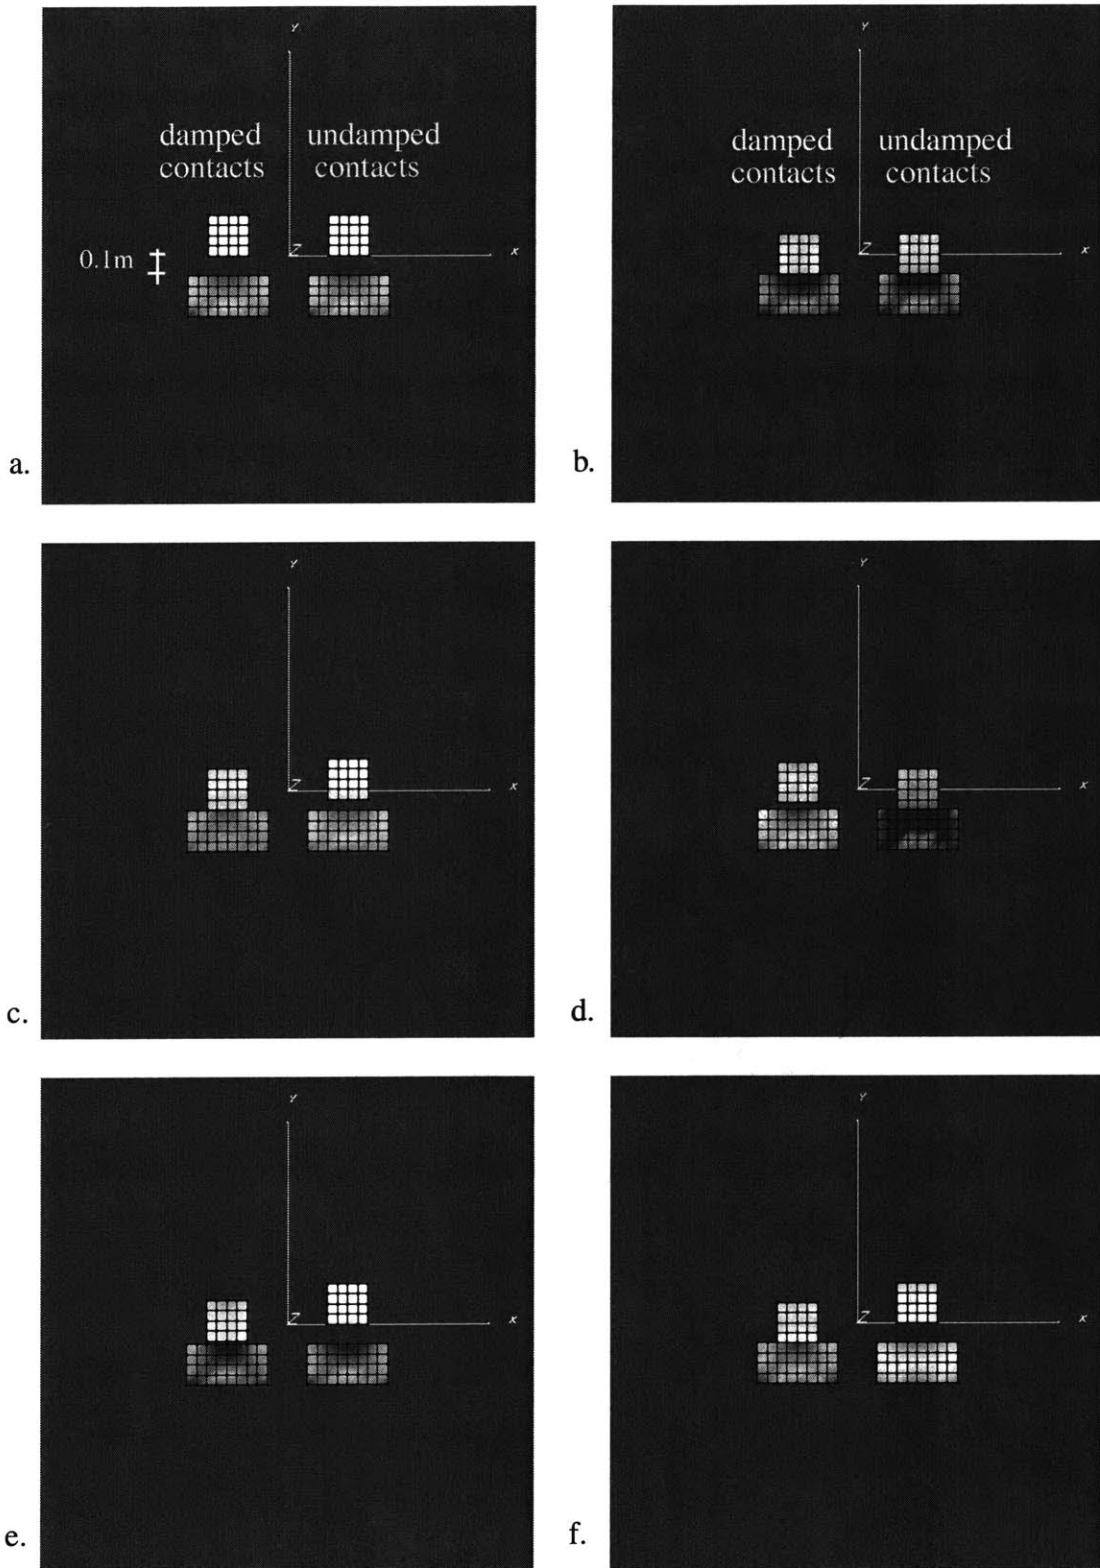 Y
Y
damped
contacts
undamped
contacts
damped
contacts
undamped
contacts
0.1m
Z
X
Z
X
a.
b.
Y
Y
Z
X
Z
X
c.
d.
Y
Y
Z
X
Z
X
e.
f.